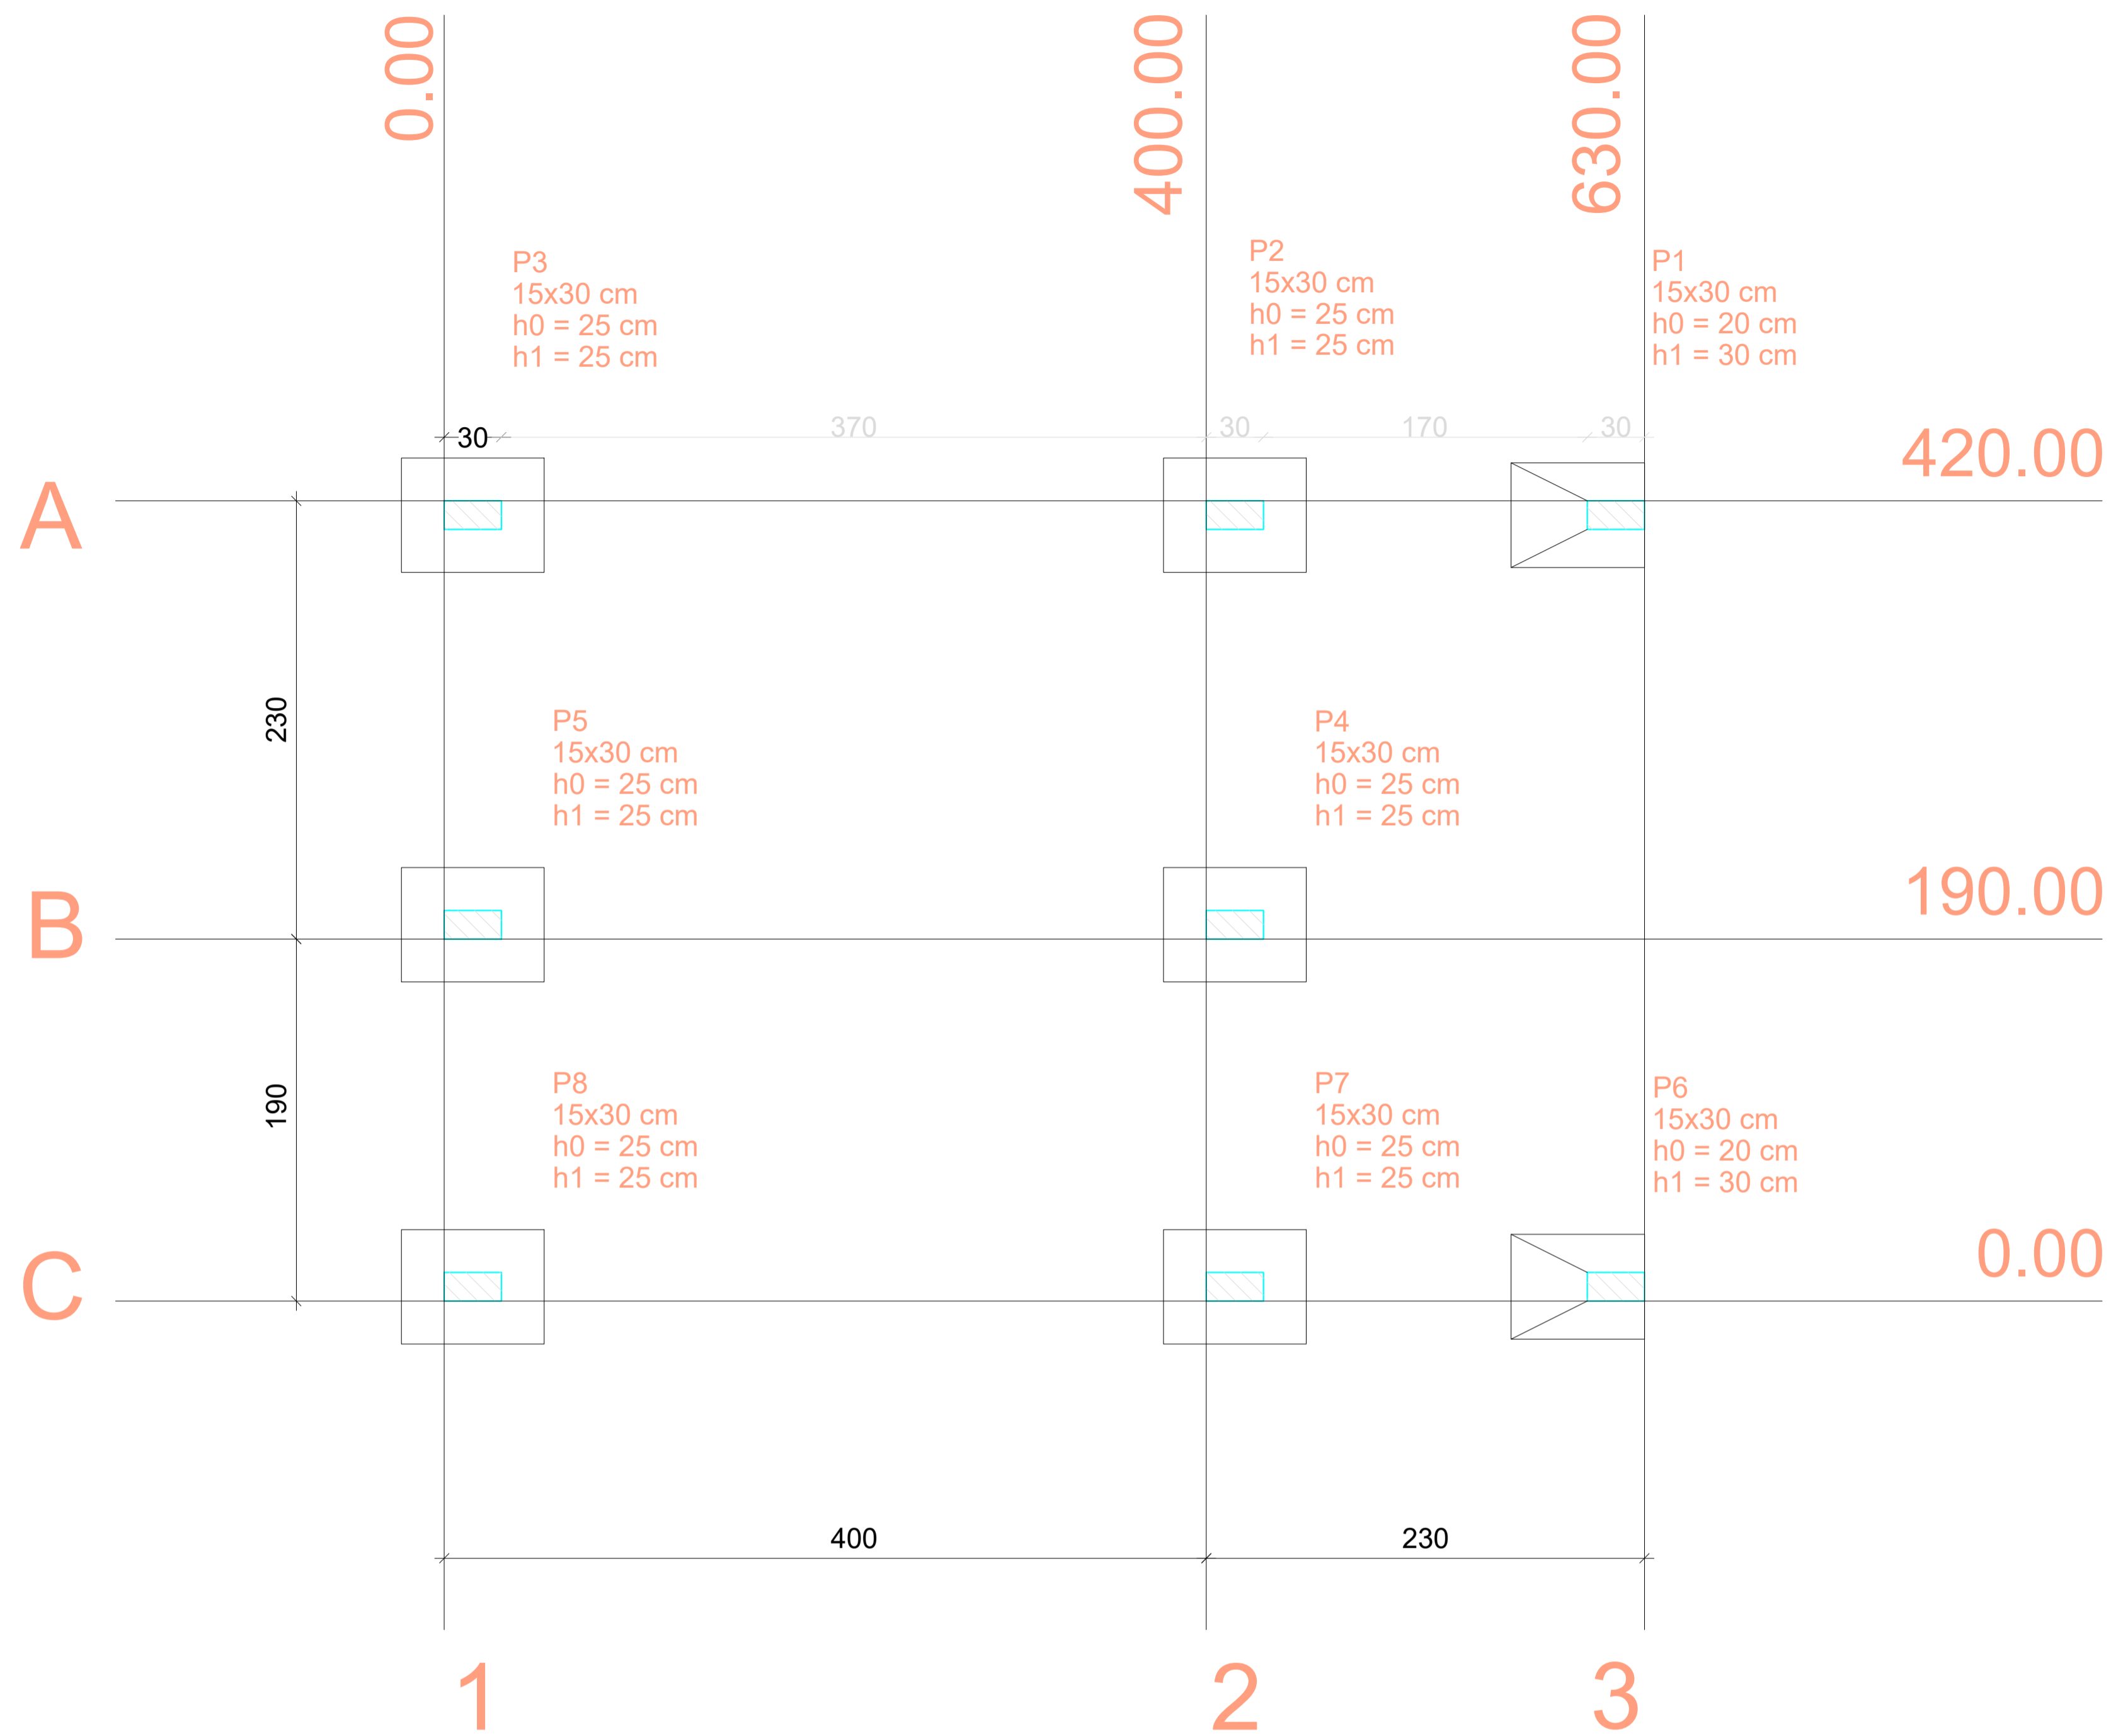 0.00
400.00
630.00
P3
15x30 cm
h0 = 25 cm
h1 = 25 cm
P2
15x30 cm
h0 = 25 cm
h1 = 25 cm
P1
15x30 cm
h0 = 20 cm
h1 = 30 cm
30
370
30
170
30
420.00
A
230
P5
15x30 cm
h0 = 25 cm
h1 = 25 cm
P4
15x30 cm
h0 = 25 cm
h1 = 25 cm
190.00
B
190
P8
15x30 cm
h0 = 25 cm
h1 = 25 cm
P7
15x30 cm
h0 = 25 cm
h1 = 25 cm
P6
15x30 cm
h0 = 20 cm
h1 = 30 cm
0.00
C
400
230
1
2
3